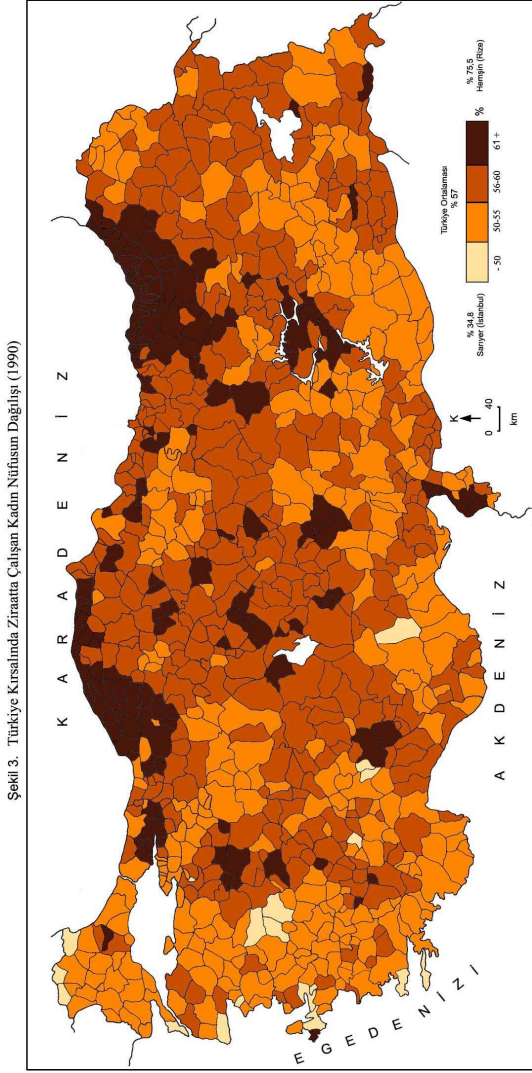 Şekil 3. Türkiye Kırsalında Ziraatta Çalışan Kadın Nüfusun Dağılışı (1990)
K A R A D E N İ Z
E G E D E N İ Z İ
A K D E N İ Z
K
0 40
km
% 34,8
Sarıyer (İstanbul)
Türkiye Ortalaması
% 57
% 75,5
Hemşin (Rize)
- 50 50-55 56-60 61 + %